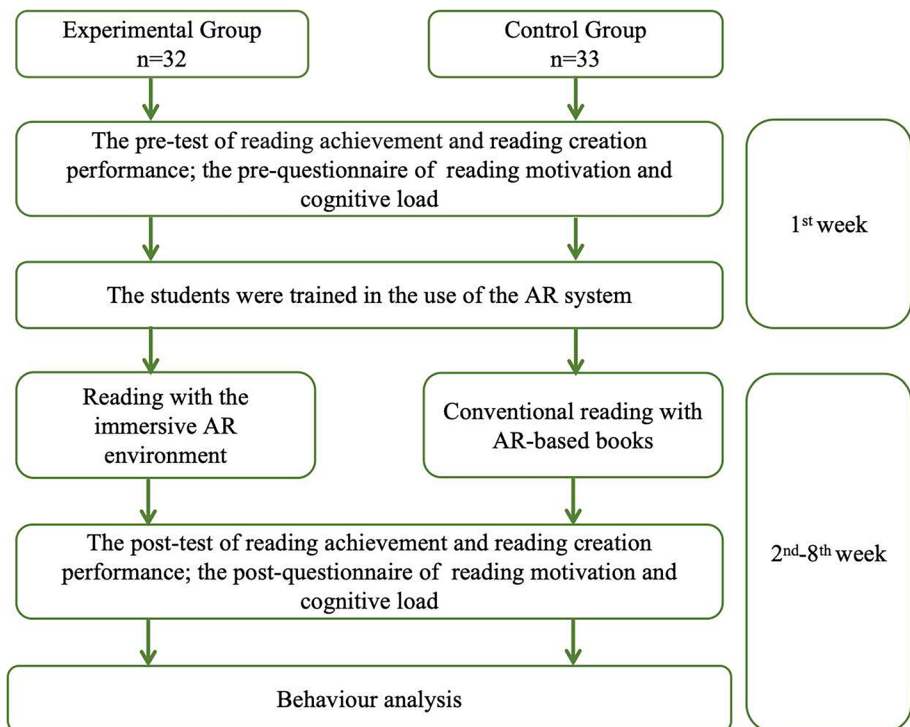 Experimental Group
n=32
Control Group
n=33
The pre-test of reading achievement and reading creation
performance; the pre-questionnaire of reading motivation and
cognitive load
1st week
The students were trained in the use of the AR system
Reading with the
immersive AR
environment
Conventional reading with
AR-based books
The post-test of reading achievement and reading creation
performance; the post-questionnaire of reading motivation and
cognitive load
2nd-8th week
Behaviour analysis